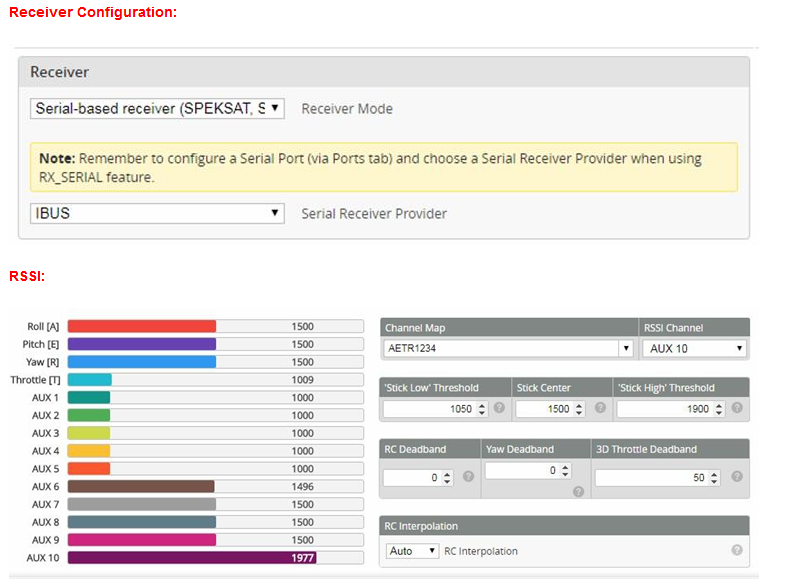 Receiver Configuration:
Receiver
Serial-based receiver (SPEKSAT, S
Receiver Mode
Note: Remember to configure a Serial Port (via Ports tab) and choose a Serial Receiver Provider when using
RX_SERIAL feature.
IBUS
Serial Receiver Provider
RSSI:
Roll [A] 1500
Pitch [E] 1500
Yaw [R] 1500
Throttle [T] 1009
AUX 1 1000
AUX 2 1000
AUX 3 1000
AUX 4 1000
AUX 5 1000
AUX 6 1496
AUX 7 1500
AUX 8 1500
AUX 9 1500
AUX 10 1977
Channel Map RSSI Channel
AETR1234 AUX 10
'Stick Low' Threshold Stick Center 'Stick High' Threshold
1050 ? 1500 ? 1900 ?
RC Deadband Yaw Deadband 3D Throttle Deadband
0 ? 0 ? 50 ?
RC Interpolation
Auto RC Interpolation ?